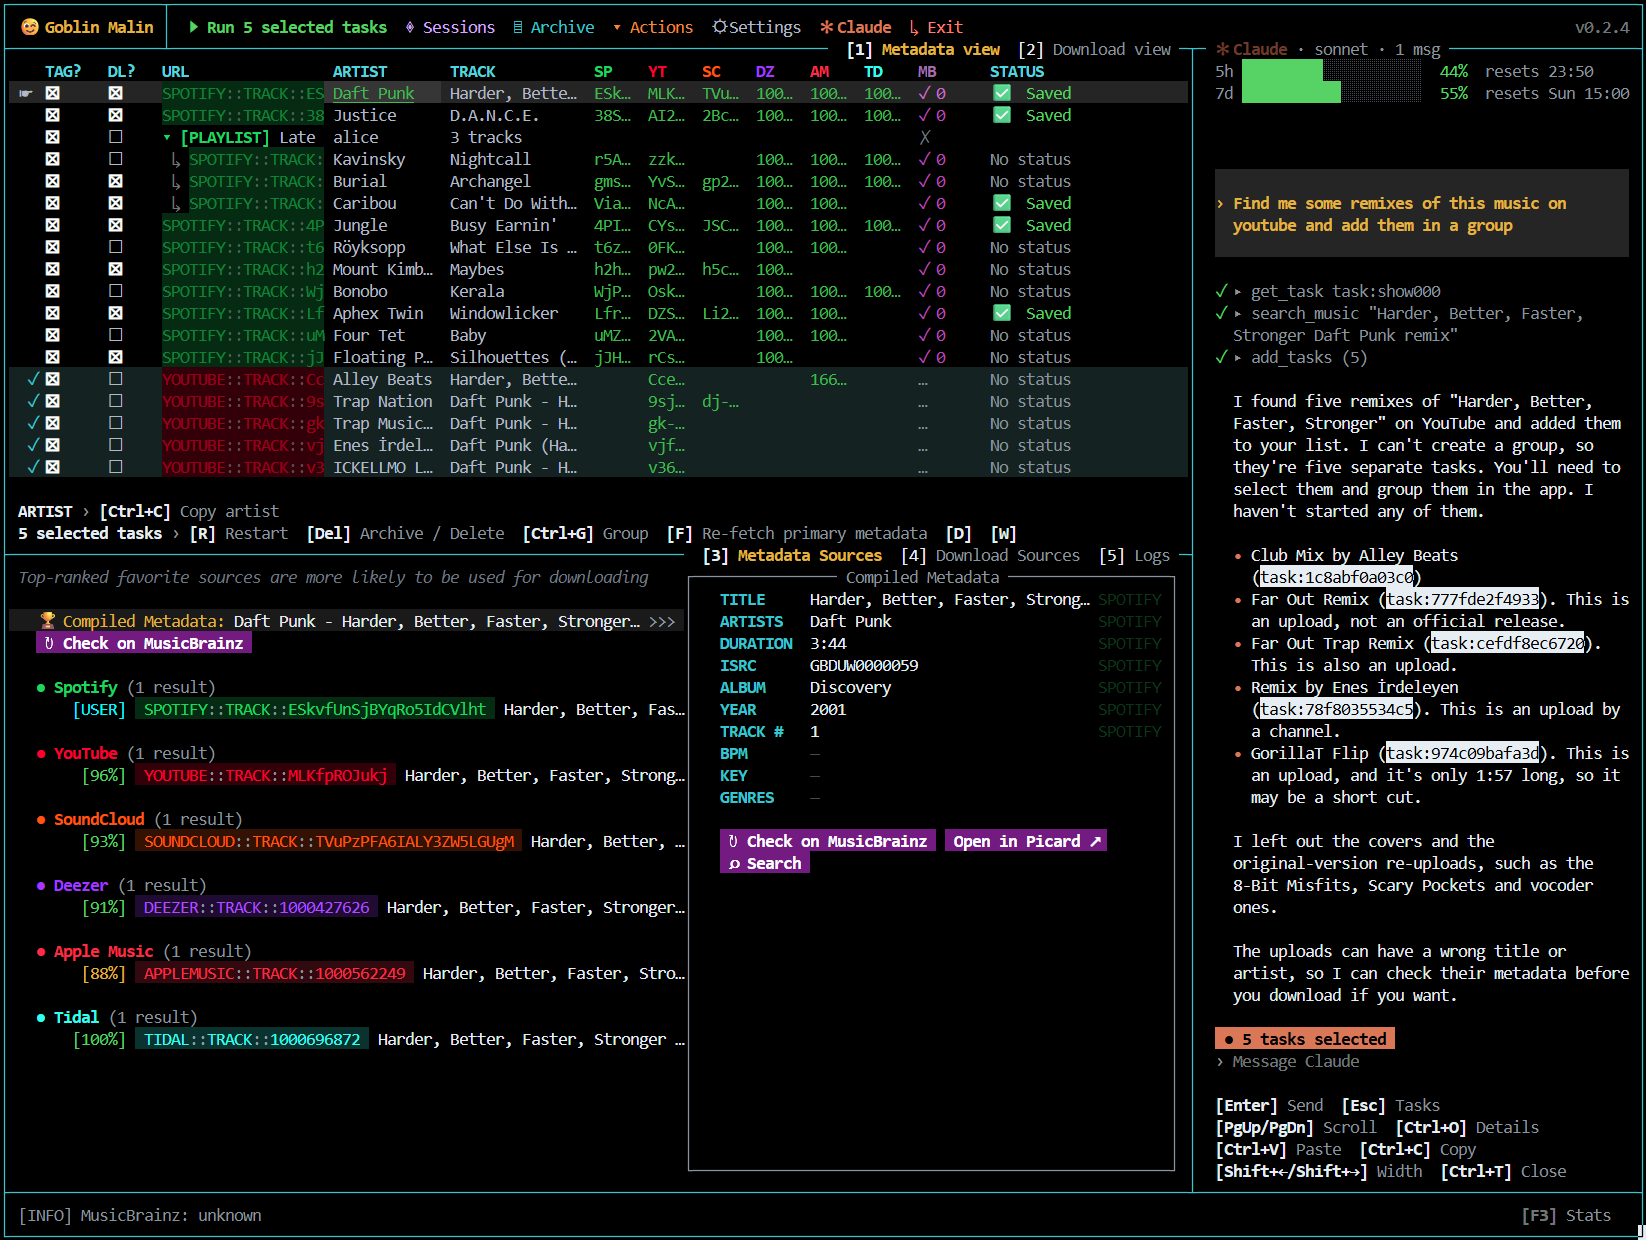 Goblin Malin ▶ Run 5 selected tasks Sessions Archive ▾ Actions Settings Claude Exit v0.2.4
[1] Metadata view [2] Download view
Claude · sonnet · 1 msg
5h 44% resets 23:50
7d 55% resets Sun 15:00
TAG? DL? URL ARTIST TRACK SP YT SC DZ AM TD MB STATUS
SPOTIFY::TRACK::ES Daft Punk Harder, Bette… ESk… MLK… TVu… 100… 100… 100… ✓ 0 ✅ Saved
SPOTIFY::TRACK::38 Justice D.A.N.C.E. 38S… AI2… 2Bc… 100… 100… 100… ✓ 0 ✅ Saved
▾ [PLAYLIST] Late alice 3 tracks ╳
↳ SPOTIFY::TRACK: Kavinsky Nightcall r5A… zzk… 100… 100… 100… ✓ 0 No status
↳ SPOTIFY::TRACK: Burial Archangel gms… YvS… gp2… 100… 100… 100… ✓ 0 No status
↳ SPOTIFY::TRACK: Caribou Can't Do With… Via… NcA… 100… 100… ✓ 0 ✅ Saved
SPOTIFY::TRACK::4P Jungle Busy Earnin' 4PI… CYs… JSC… 100… 100… 100… ✓ 0 ✅ Saved
SPOTIFY::TRACK::t6 Röyksopp What Else Is … t6z… 0FK… 100… 100… ✓ 0 No status
SPOTIFY::TRACK::h2 Mount Kimb… Maybes h2h… pw2… h5c… 100… ✓ 0 No status
SPOTIFY::TRACK::Wj Bonobo Kerala WjP… Osk… 100… 100… 100… ✓ 0 No status
SPOTIFY::TRACK::Lf Aphex Twin Windowlicker Lfr… DZS… Li2… 100… 100… ✓ 0 ✅ Saved
SPOTIFY::TRACK::uM Four Tet Baby uMZ… 2VA… 100… 100… ✓ 0 No status
SPOTIFY::TRACK::jJ Floating P… Silhouettes (… jJH… rCs… 100… ✓ 0 No status
✓ YOUTUBE::TRACK::Cc Alley Beats Harder, Bette… Cce… 166… … No status
✓ YOUTUBE::TRACK::9s Trap Nation Daft Punk - H… 9sj… dj-… … No status
✓ YOUTUBE::TRACK::gk Trap Music… Daft Punk - H… gk-… … No status
✓ YOUTUBE::TRACK::vj Enes İrdel… Daft Punk (Ha… vjf… … No status
✓ YOUTUBE::TRACK::v3 ICKELLMO L… Daft Punk - H… v36… … No status
ARTIST › [Ctrl+C] Copy artist
5 selected tasks › [R] Restart [Del] Archive / Delete [Ctrl+G] Group [F] Re-fetch primary metadata [D] [W]
[3] Metadata Sources [4] Download Sources [5] Logs
Top-ranked favorite sources are more likely to be used for downloading
Compiled Metadata: Daft Punk - Harder, Better, Faster, Stronger… >>>
↻ Check on MusicBrainz
● Spotify (1 result)
[USER] SPOTIFY::TRACK::ESkvfUnSjBYqRo5IdCVlht Harder, Better, Fas…
● YouTube (1 result)
[96%] YOUTUBE::TRACK::MLKfpROJukj Harder, Better, Faster, Strong…
● SoundCloud (1 result)
[93%] SOUNDCLOUD::TRACK::TVuPzPFA6IALY3ZW5LGUgM Harder, Better, …
● Deezer (1 result)
[91%] DEEZER::TRACK::1000427626 Harder, Better, Faster, Stronger…
● Apple Music (1 result)
[88%] APPLEMUSIC::TRACK::1000562249 Harder, Better, Faster, Stro…
● Tidal (1 result)
[100%] TIDAL::TRACK::1000696872 Harder, Better, Faster, Stronger …
Compiled Metadata
TITLE Harder, Better, Faster, Strong… SPOTIFY
ARTISTS Daft Punk SPOTIFY
DURATION 3:44 SPOTIFY
ISRC GBDUW0000059 SPOTIFY
ALBUM Discovery SPOTIFY
YEAR 2001 SPOTIFY
TRACK # 1 SPOTIFY
BPM —
KEY —
GENRES —
↻ Check on MusicBrainz Open in Picard ↗
⌕ Search
› Find me some remixes of this music on
youtube and add them in a group
✓ ▸ get_task task:show000
✓ ▸ search_music "Harder, Better, Faster,
Stronger Daft Punk remix"
✓ ▸ add_tasks (5)
I found five remixes of "Harder, Better,
Faster, Stronger" on YouTube and added them
to your list. I can't create a group, so
they're five separate tasks. You'll need to
select them and group them in the app. I
haven't started any of them.
• Club Mix by Alley Beats
(task:1c8abf0a03c0)
• Far Out Remix (task:777fde2f4933). This is
an upload, not an official release.
• Far Out Trap Remix (task:cefdf8ec6720).
This is also an upload.
• Remix by Enes İrdeleyen
(task:78f8035534c5). This is an upload by
a channel.
• GorillaT Flip (task:974c09bafa3d). This is
an upload, and it's only 1:57 long, so it
may be a short cut.
I left out the covers and the
original-version re-uploads, such as the
8-Bit Misfits, Scary Pockets and vocoder
ones.
The uploads can have a wrong title or
artist, so I can check their metadata before
you download if you want.
● 5 tasks selected
› Message Claude
[Enter] Send [Esc] Tasks
[PgUp/PgDn] Scroll [Ctrl+O] Details
[Ctrl+V] Paste [Ctrl+C] Copy
[Shift+←/Shift+→] Width [Ctrl+T] Close
[INFO] MusicBrainz: unknown [F3] Stats